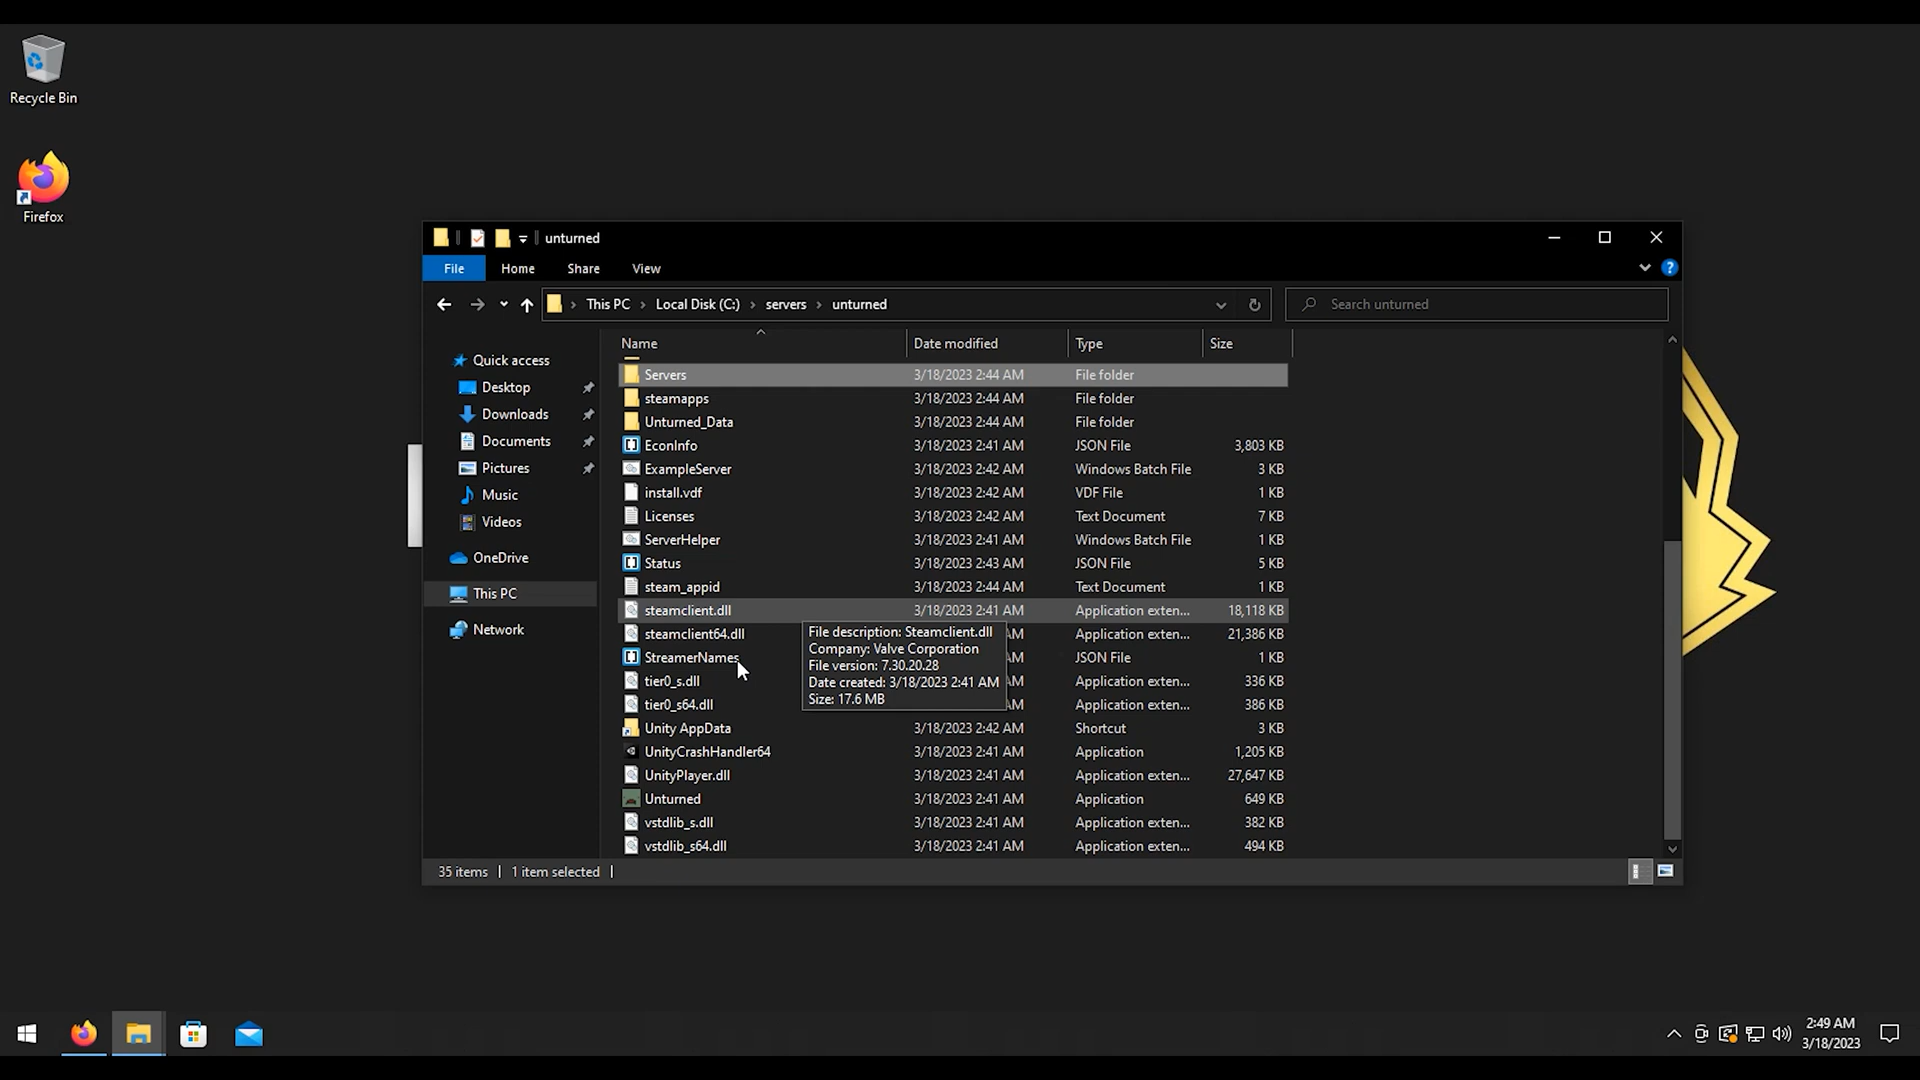 Recycle Bin
Firefox
unturned
File Home Share View
This PC Local Disk (C:) servers unturned
Search unturned
Quick access
Desktop
Downloads
Documents
Pictures
Music
Videos
OneDrive
This PC
Network
Name Date modified Type Size
Servers 3/18/2023 2:44 AM File folder
steamapps 3/18/2023 2:44 AM File folder
Unturned_Data 3/18/2023 2:44 AM File folder
EconInfo 3/18/2023 2:41 AM JSON File 3,803 KB
ExampleServer 3/18/2023 2:42 AM Windows Batch File 3 KB
install.vdf 3/18/2023 2:42 AM VDF File 1 KB
Licenses 3/18/2023 2:42 AM Text Document 7 KB
ServerHelper 3/18/2023 2:42 AM Windows Batch File 1 KB
Status 3/18/2023 2:43 AM JSON File 5 KB
steam_appid 3/18/2023 2:44 AM Text Document 1 KB
steamclient.dll 3/18/2023 2:41 AM Application exten... 18,118 KB
steamclient64.dll AM Application exten... 21,386 KB
StreamerNames AM JSON File 1 KB
tier0_s.dll AM Application exten... 336 KB
tier0_s64.dll AM Application exten... 386 KB
Unity AppData 3/18/2023 2:42 AM Shortcut 3 KB
UnityCrashHandler64 3/18/2023 2:41 AM Application 1,205 KB
UnityPlayer.dll 3/18/2023 2:41 AM Application exten... 27,647 KB
Unturned 3/18/2023 2:41 AM Application 649 KB
vstdlib_s.dll 3/18/2023 2:41 AM Application exten... 382 KB
vstdlib_s64.dll 3/18/2023 2:41 AM Application exten... 494 KB
File description: Steamclient.dll
Company: Valve Corporation
File version: 7.30.20.28
Date created: 3/18/2023 2:41 AM
Size: 17.6 MB
35 items 1 item selected
2:49 AM
3/18/2023